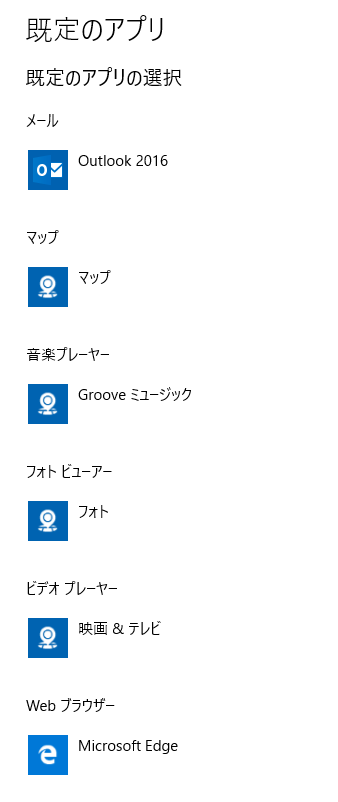 既定のアプリ
既定のアプリの選択
メール
Outlook 2016
マップ
マップ
音楽プレーヤー
Groove ミュージック
フォト ビューアー
フォト
ビデオ プレーヤー
映画 & テレビ
Web ブラウザー
Microsoft Edge